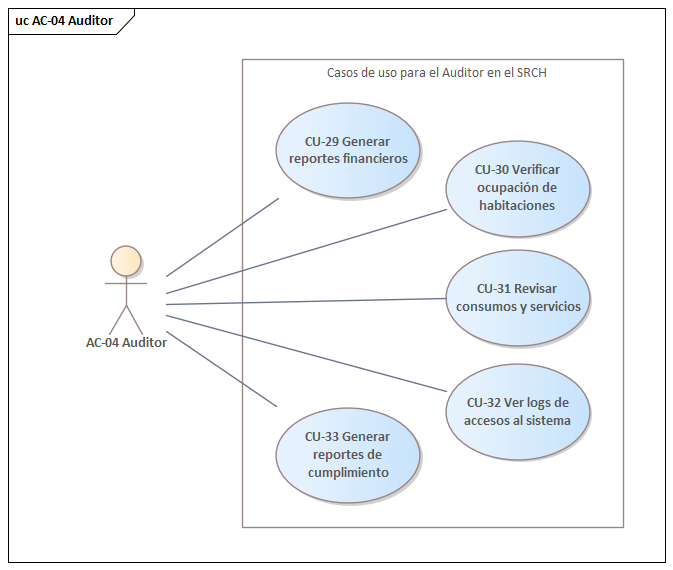 uc AC-04 Auditor
Casos de uso para el Auditor en el SRCH
CU-29 Generar
reportes financieros
CU-30 Verificar
ocupación de
habitaciones
CU-31 Revisar
consumos y servicios
AC-04 Auditor
CU-32 Ver logs de
accesos al sistema
CU-33 Generar
reportes de
cumplimiento